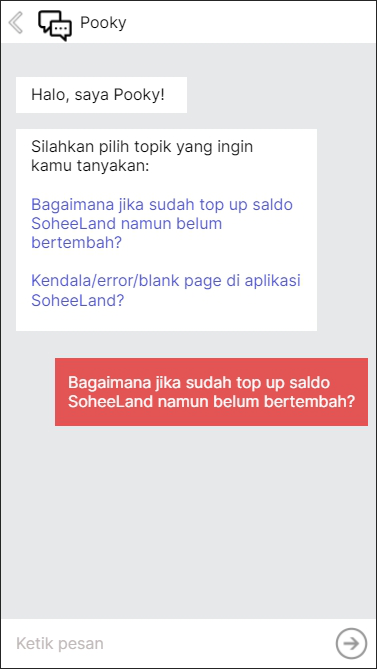 Pooky
Halo, saya Pooky!
Silahkan pilih topik yang ingin
kamu tanyakan:
Bagaimana jika sudah top up saldo
SoheeLand namun belum
bertembah?
Kendala/error/blank page di aplikasi
SoheeLand?
Bagaimana jika sudah top up saldo
SoheeLand namun belum bertembah?
Ketik pesan